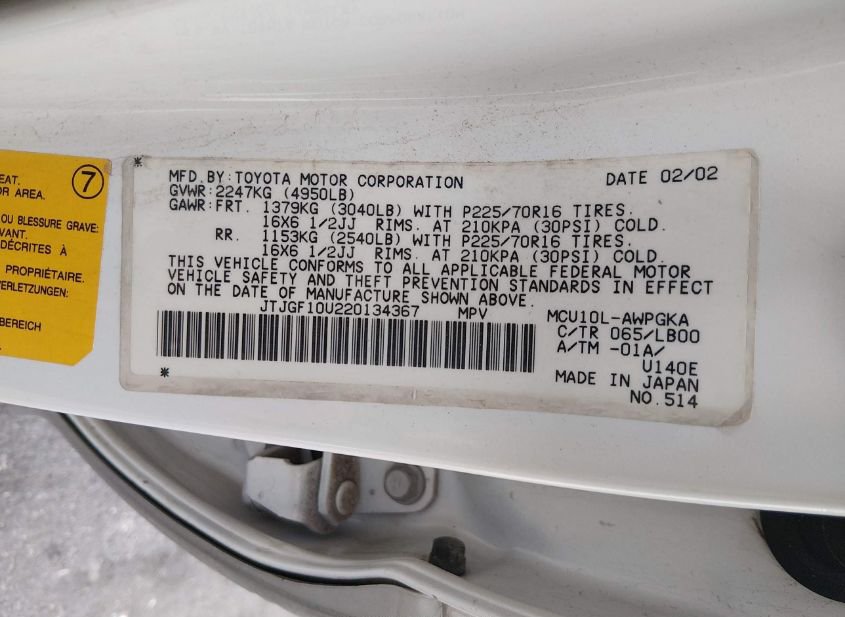 EAT.
OR AREA.
7
OU BLESSURE GRAVE:
VANT.
DÉCRITES À
PROPRIÉTAIRE.
VERLETZUNGEN:
BEREICH
* MFD.BY:TOYOTA MOTOR CORPORATION DATE 02/02
GVWR:2247KG (4950LB)
GAWR:FRT. 1379KG (3040LB) WITH P225/70R16 TIRES.
16X6 1/2JJ RIMS. AT 210KPA (30PSI) COLD.
RR. 1153KG (2540LB) WITH P225/70R16 TIRES.
16X6 1/2JJ RIMS. AT 210KPA (30PSI) COLD.
THIS VEHICLE CONFORMS TO ALL APPLICABLE FEDERAL MOTOR
VEHICLE SAFETY AND THEFT PREVENTION STANDARDS IN EFFECT
ON THE DATE OF MANUFACTURE SHOWN ABOVE.
JTJGF10U220134367 MPV MCU10L-AWPGKA
C/TR 065/LB00
A/TM -01A/
U140E
* MADE IN JAPAN
NO.514